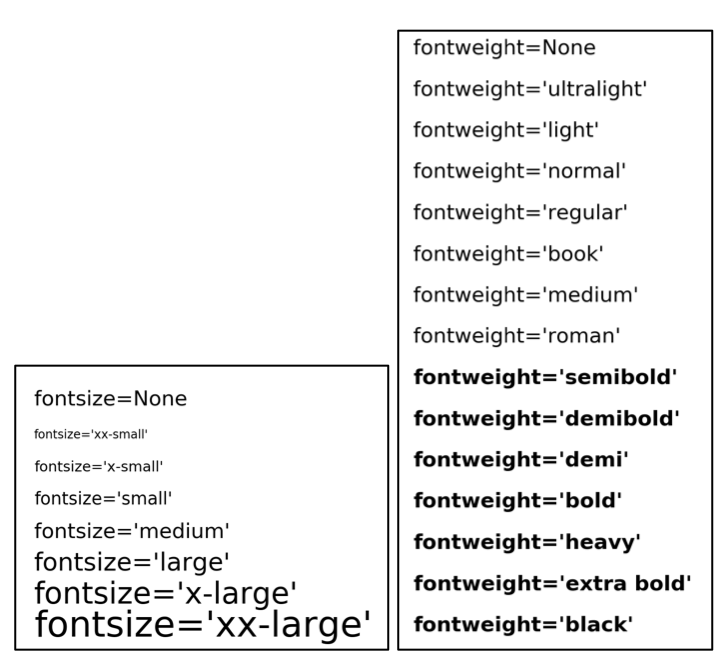 fontsize=None
fontsize='xx-small'
fontsize='x-small'
fontsize='small'
fontsize='medium'
fontsize='large'
fontsize='x-large'
fontsize='xx-large'
fontweight=None
fontweight='ultralight'
fontweight='light'
fontweight='normal'
fontweight='regular'
fontweight='book'
fontweight='medium'
fontweight='roman'
fontweight='semibold'
fontweight='demibold'
fontweight='demi'
fontweight='bold'
fontweight='heavy'
fontweight='extra bold'
fontweight='black'